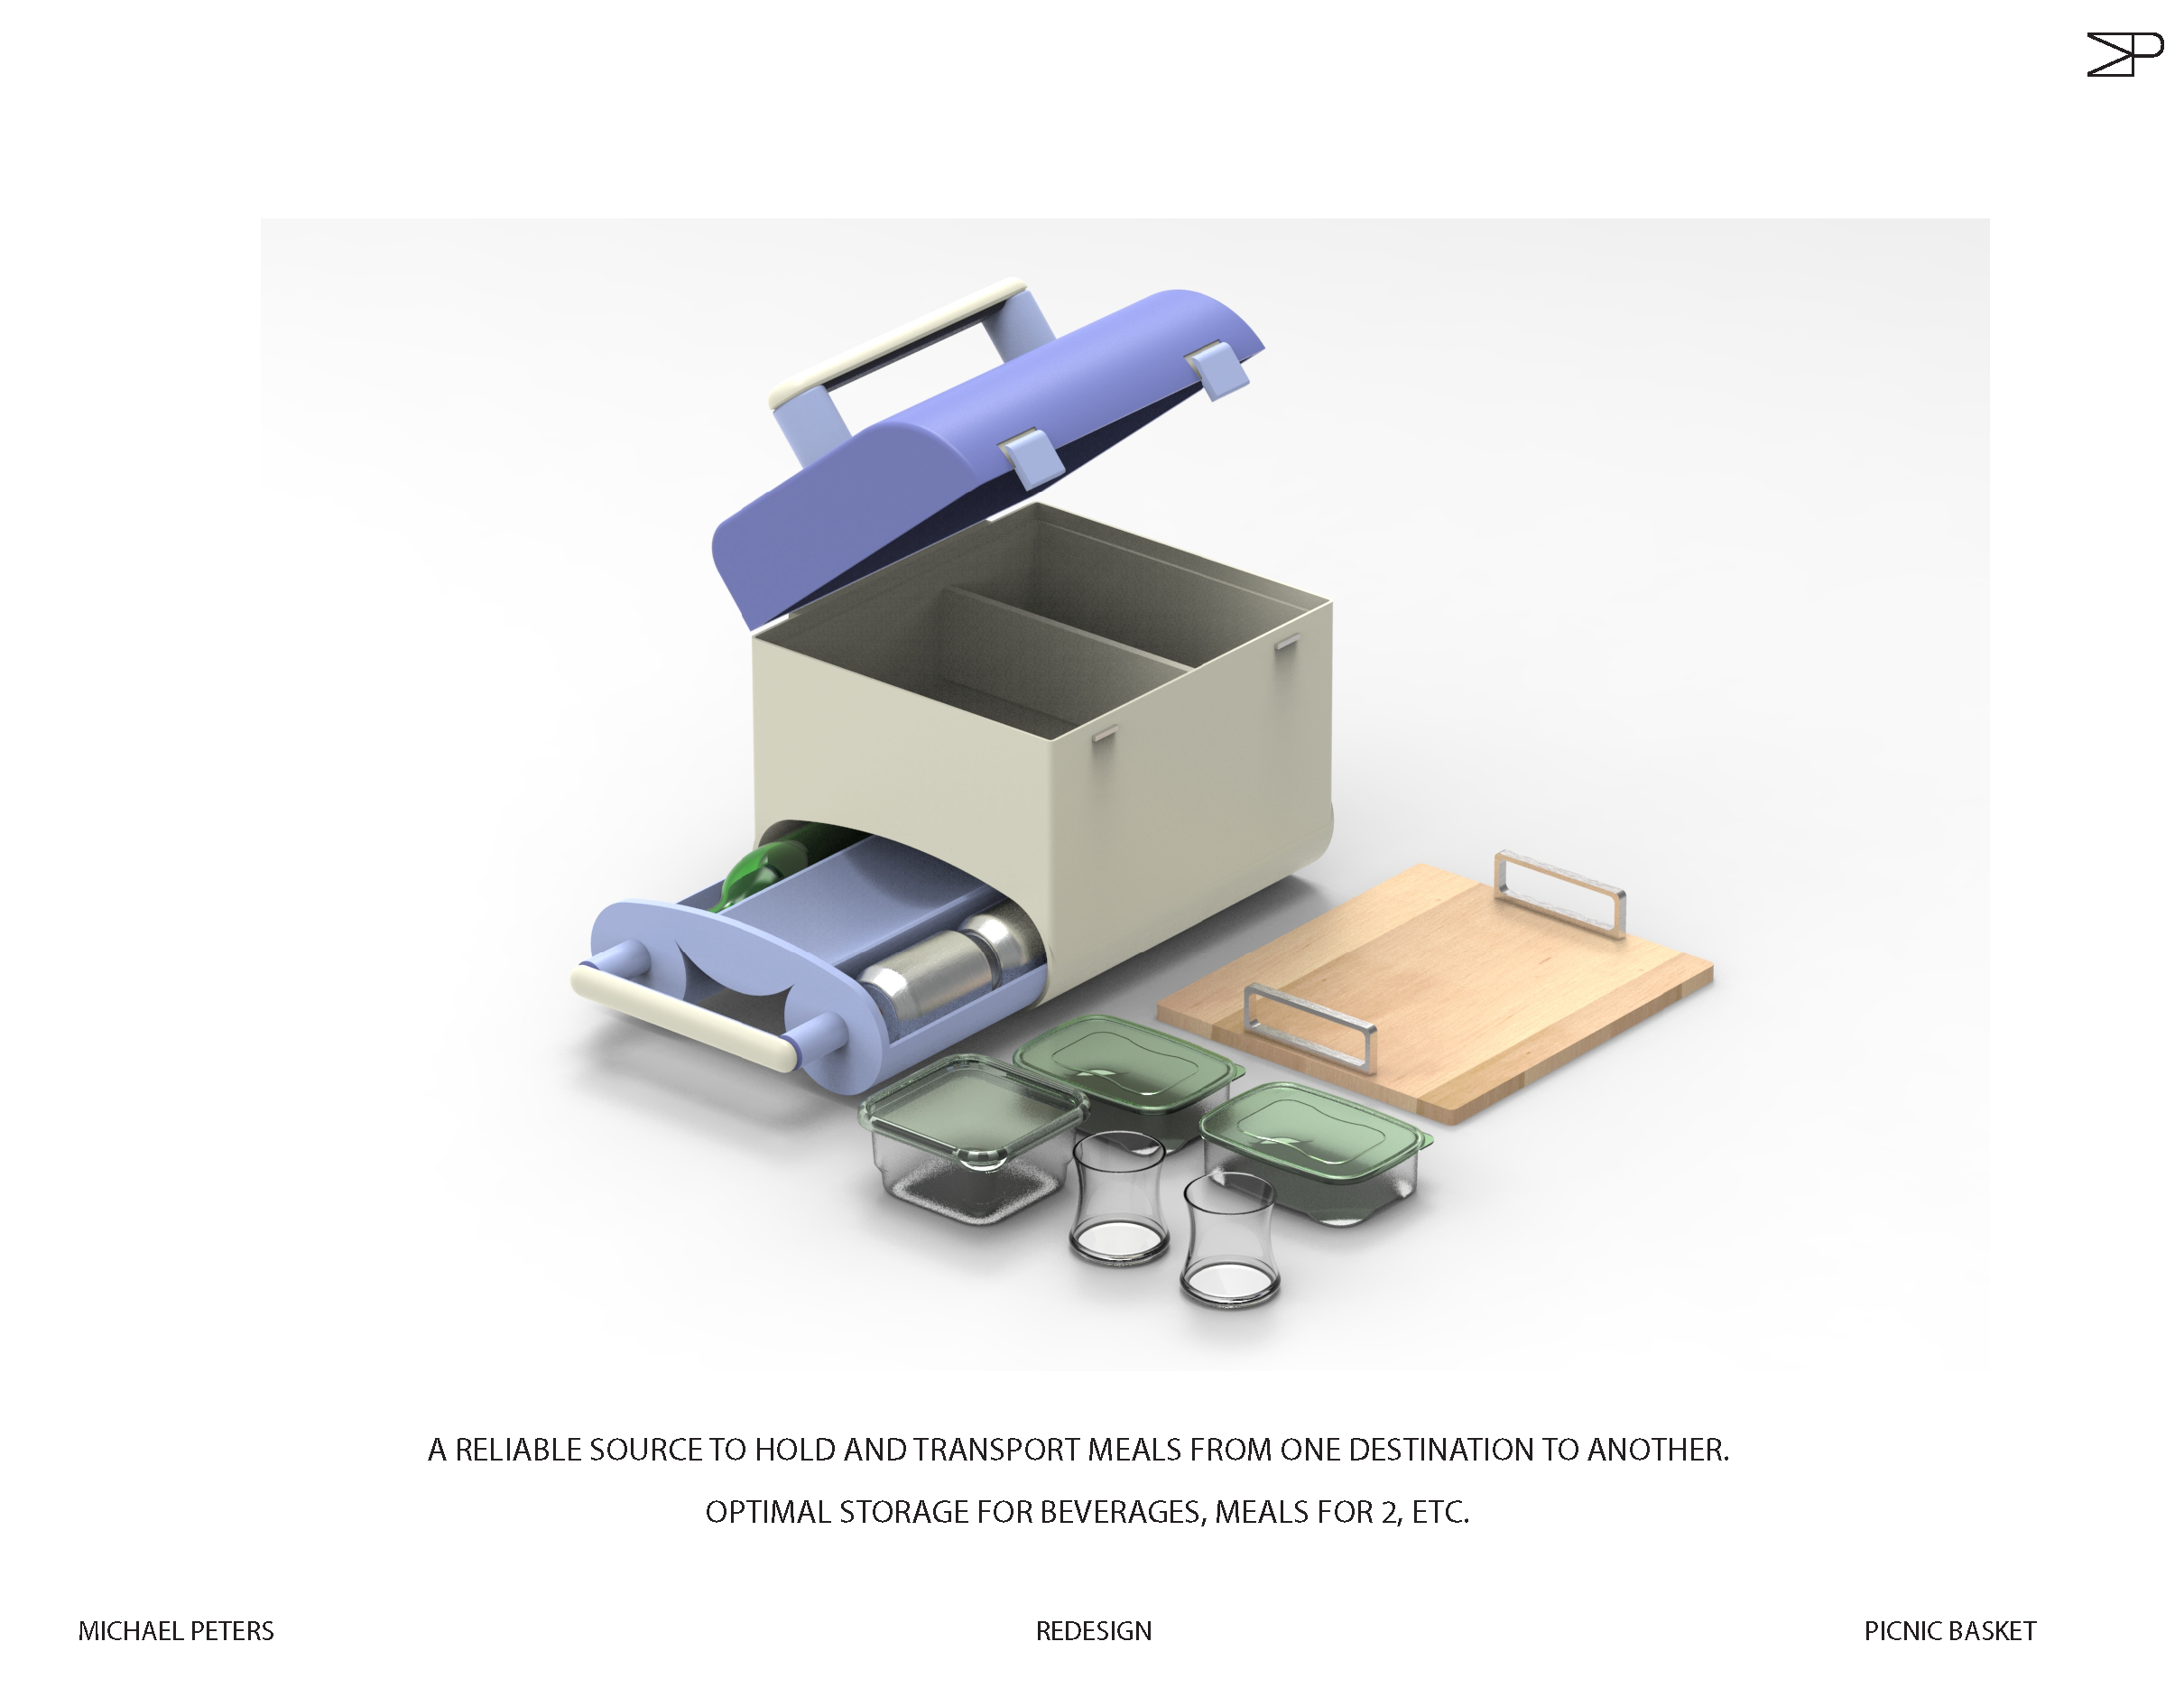 A RELIABLE SOURCE TO HOLD AND TRANSPORT MEALS FROM ONE DESTINATION TO ANOTHER.
OPTIMAL STORAGE FOR BEVERAGES, MEALS FOR 2, ETC.
MICHAEL PETERS
REDESIGN
PICNIC BASKET